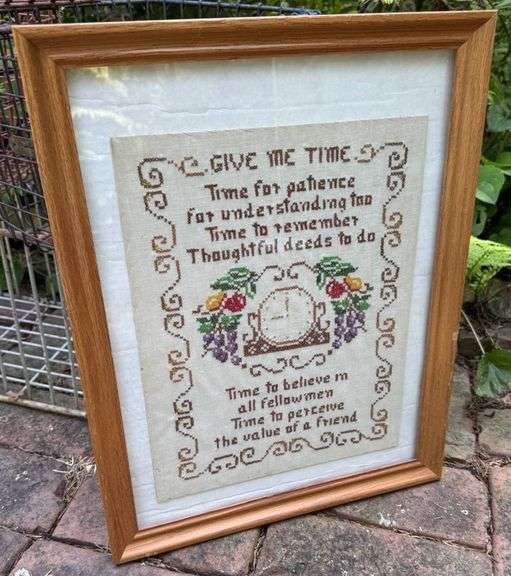 GIVE ME TIME
Time for patience
for understanding too
Time to remember
Thoughtful deeds to do
Time to believe in
all fellowmen
Time to perceive
the value of a friend